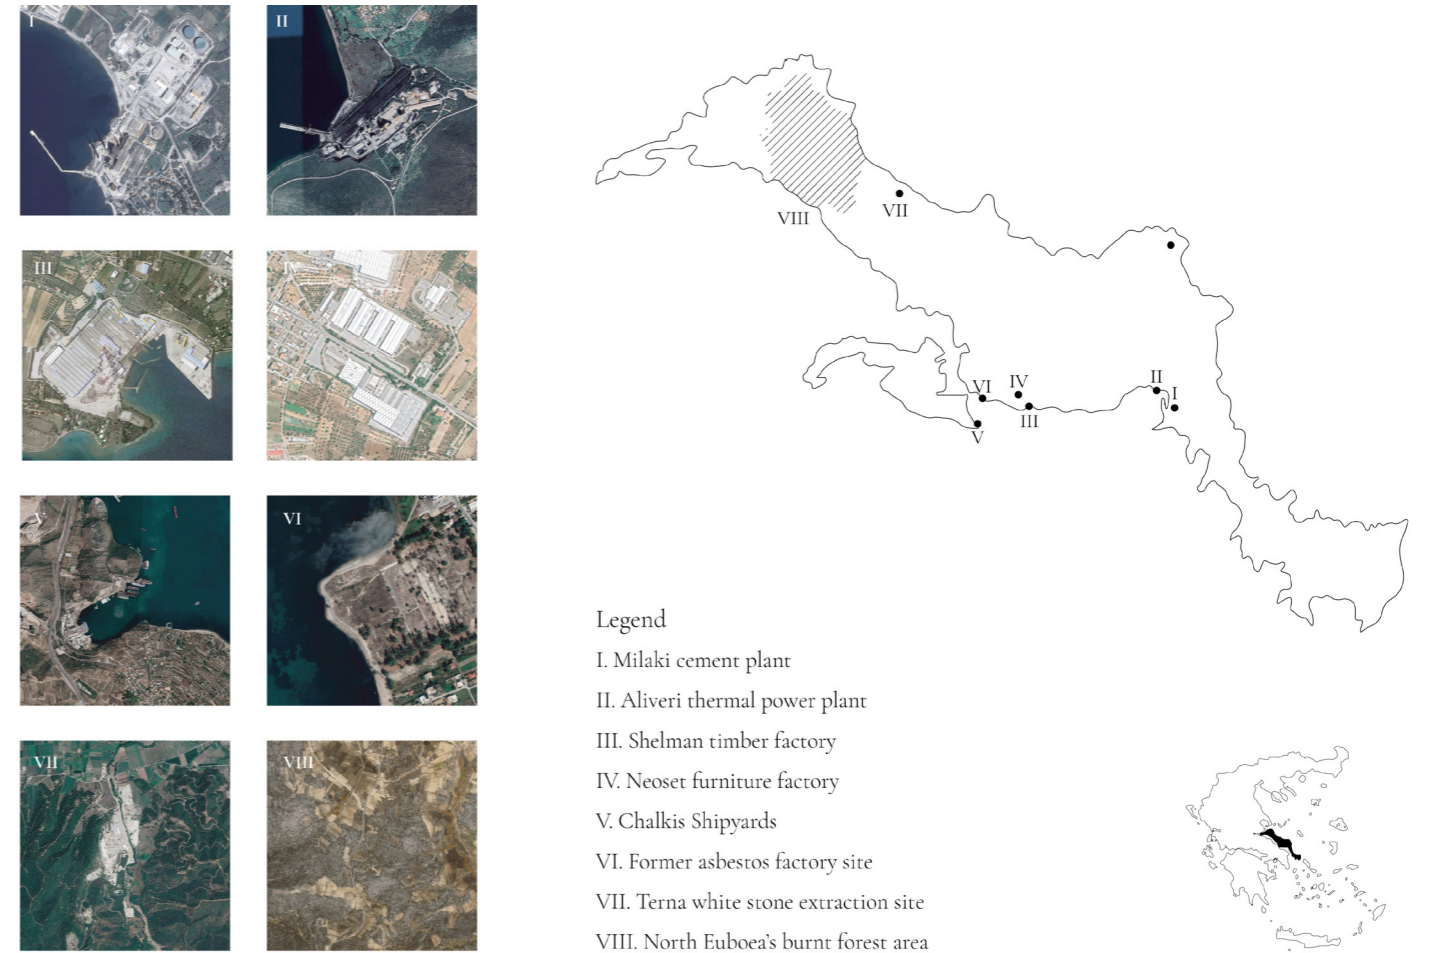 I
II
III
IV
V
VI
VII
VIII
VIII
VII
VI
IV
III
V
II
I
Legend
I. Milaki cement plant
II. Aliveri thermal power plant
III. Shelman timber factory
IV. Neoset furniture factory
V. Chalkis Shipyards
VI. Former asbestos factory site
VII. Terna white stone extraction site
VIII. North Euboea’s burnt forest area